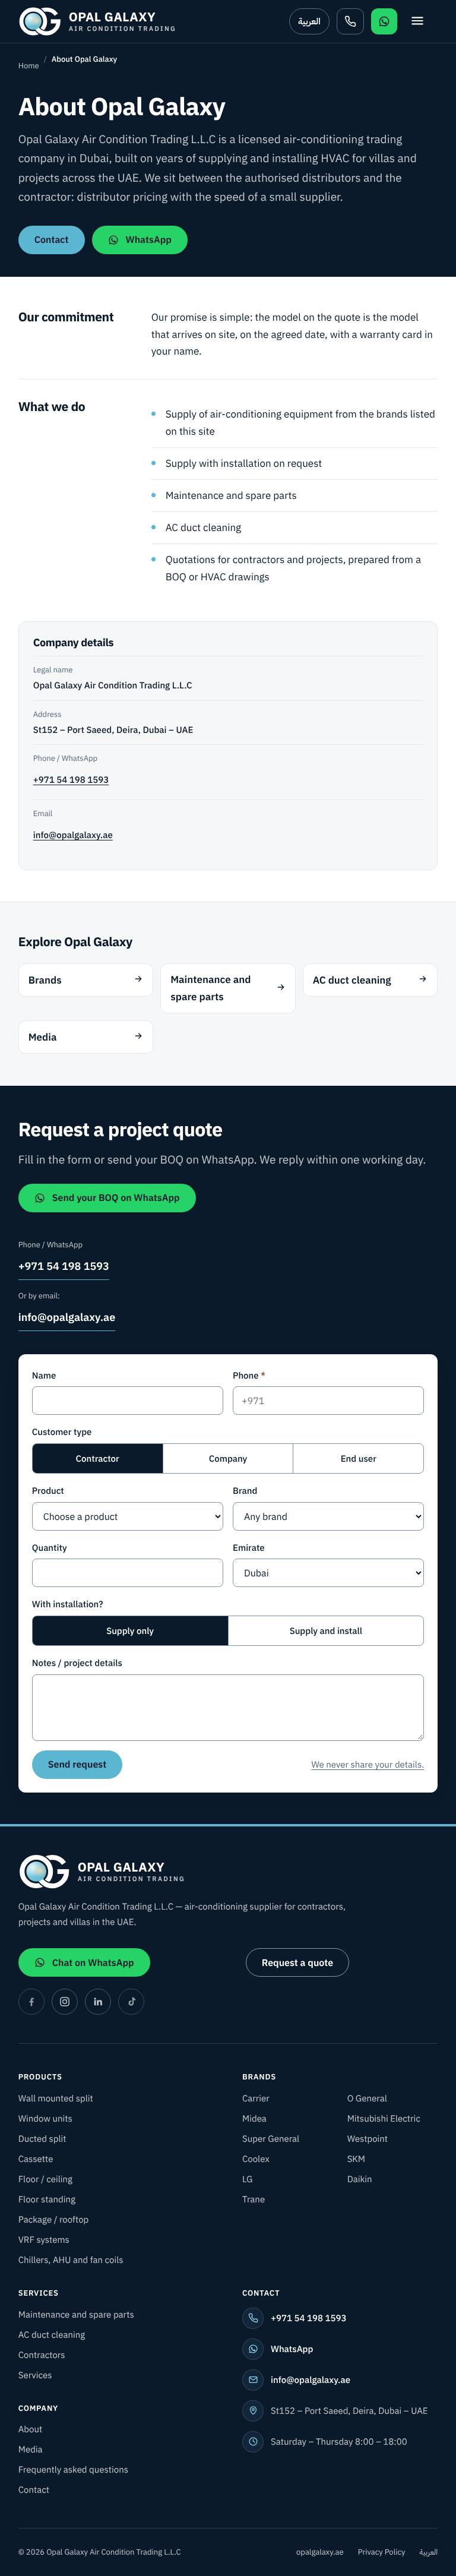 OPAL GALAXY
AIR CONDITION TRADING
العربية
Home / About Opal Galaxy
About Opal Galaxy
Opal Galaxy Air Condition Trading L.L.C is a licensed air-conditioning trading
company in Dubai, built on years of supplying and installing HVAC for villas and
projects across the UAE. We sit between the authorised distributors and the
contractor: distributor pricing with the speed of a small supplier.
Contact
WhatsApp
Our commitment
Our promise is simple: the model on the quote is the model
that arrives on site, on the agreed date, with a warranty card in
your name.
What we do
Supply of air-conditioning equipment from the brands listed
on this site
Supply with installation on request
Maintenance and spare parts
AC duct cleaning
Quotations for contractors and projects, prepared from a
BOQ or HVAC drawings
Company details
Legal name
Opal Galaxy Air Condition Trading L.L.C
Address
St152 – Port Saeed, Deira, Dubai – UAE
Phone / WhatsApp
+971 54 198 1593
Email
info@opalgalaxy.ae
Explore Opal Galaxy
Brands
Maintenance and
spare parts
AC duct cleaning
Media
Request a project quote
Fill in the form or send your BOQ on WhatsApp. We reply within one working day.
Send your BOQ on WhatsApp
Phone / WhatsApp
+971 54 198 1593
Or by email:
info@opalgalaxy.ae
Name
Phone *
+971
Customer type
Contractor
Company
End user
Product
Brand
Choose a product
Any brand
Quantity
Emirate
Dubai
With installation?
Supply only
Supply and install
Notes / project details
Send request
We never share your details.
OPAL GALAXY
AIR CONDITION TRADING
Opal Galaxy Air Condition Trading L.L.C — air-conditioning supplier for contractors,
projects and villas in the UAE.
Chat on WhatsApp
Request a quote
PRODUCTS
Wall mounted split
Window units
Ducted split
Cassette
Floor / ceiling
Floor standing
Package / rooftop
VRF systems
Chillers, AHU and fan coils
BRANDS
Carrier
O General
Midea
Mitsubishi Electric
Super General
Westpoint
Coolex
SKM
LG
Daikin
Trane
SERVICES
Maintenance and spare parts
AC duct cleaning
Contractors
Services
COMPANY
About
Media
Frequently asked questions
Contact
CONTACT
+971 54 198 1593
WhatsApp
info@opalgalaxy.ae
St152 – Port Saeed, Deira, Dubai – UAE
Saturday – Thursday 8:00 – 18:00
© 2026 Opal Galaxy Air Condition Trading L.L.C
opalgalaxy.ae
Privacy Policy
العربية